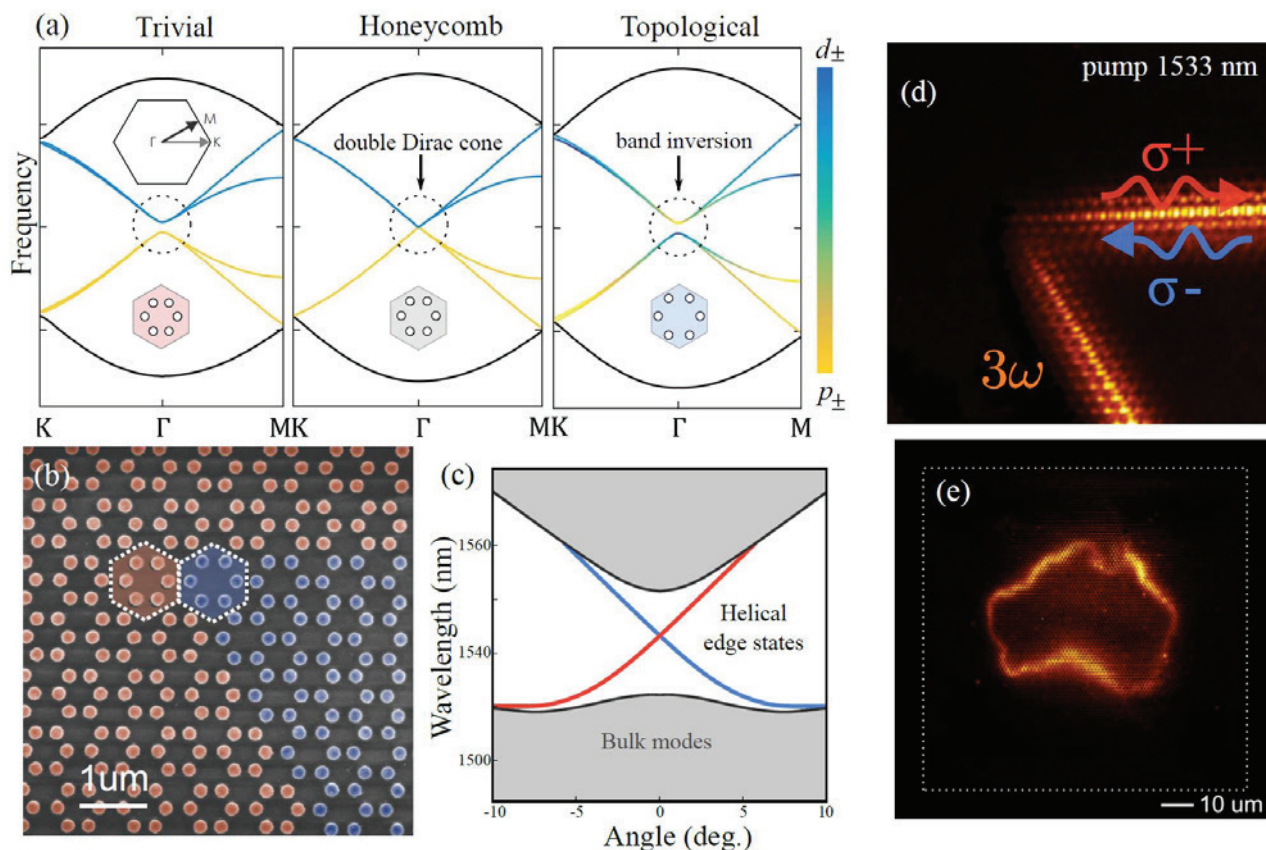 (a)
Trivial
Honeycomb
Topological
d±
M
Γ
K
double Dirac cone
band inversion
Frequency
p±
K
Γ
M
K
Γ
M
K
Γ
M
(b)
1um
(c)
1560
1540
1500
Wavelength (nm)
Helical
edge states
Bulk modes
-10
-5
0
5
10
Angle (deg.)
(d)
pump 1533 nm
σ+
σ-
3ω
(e)
10 um